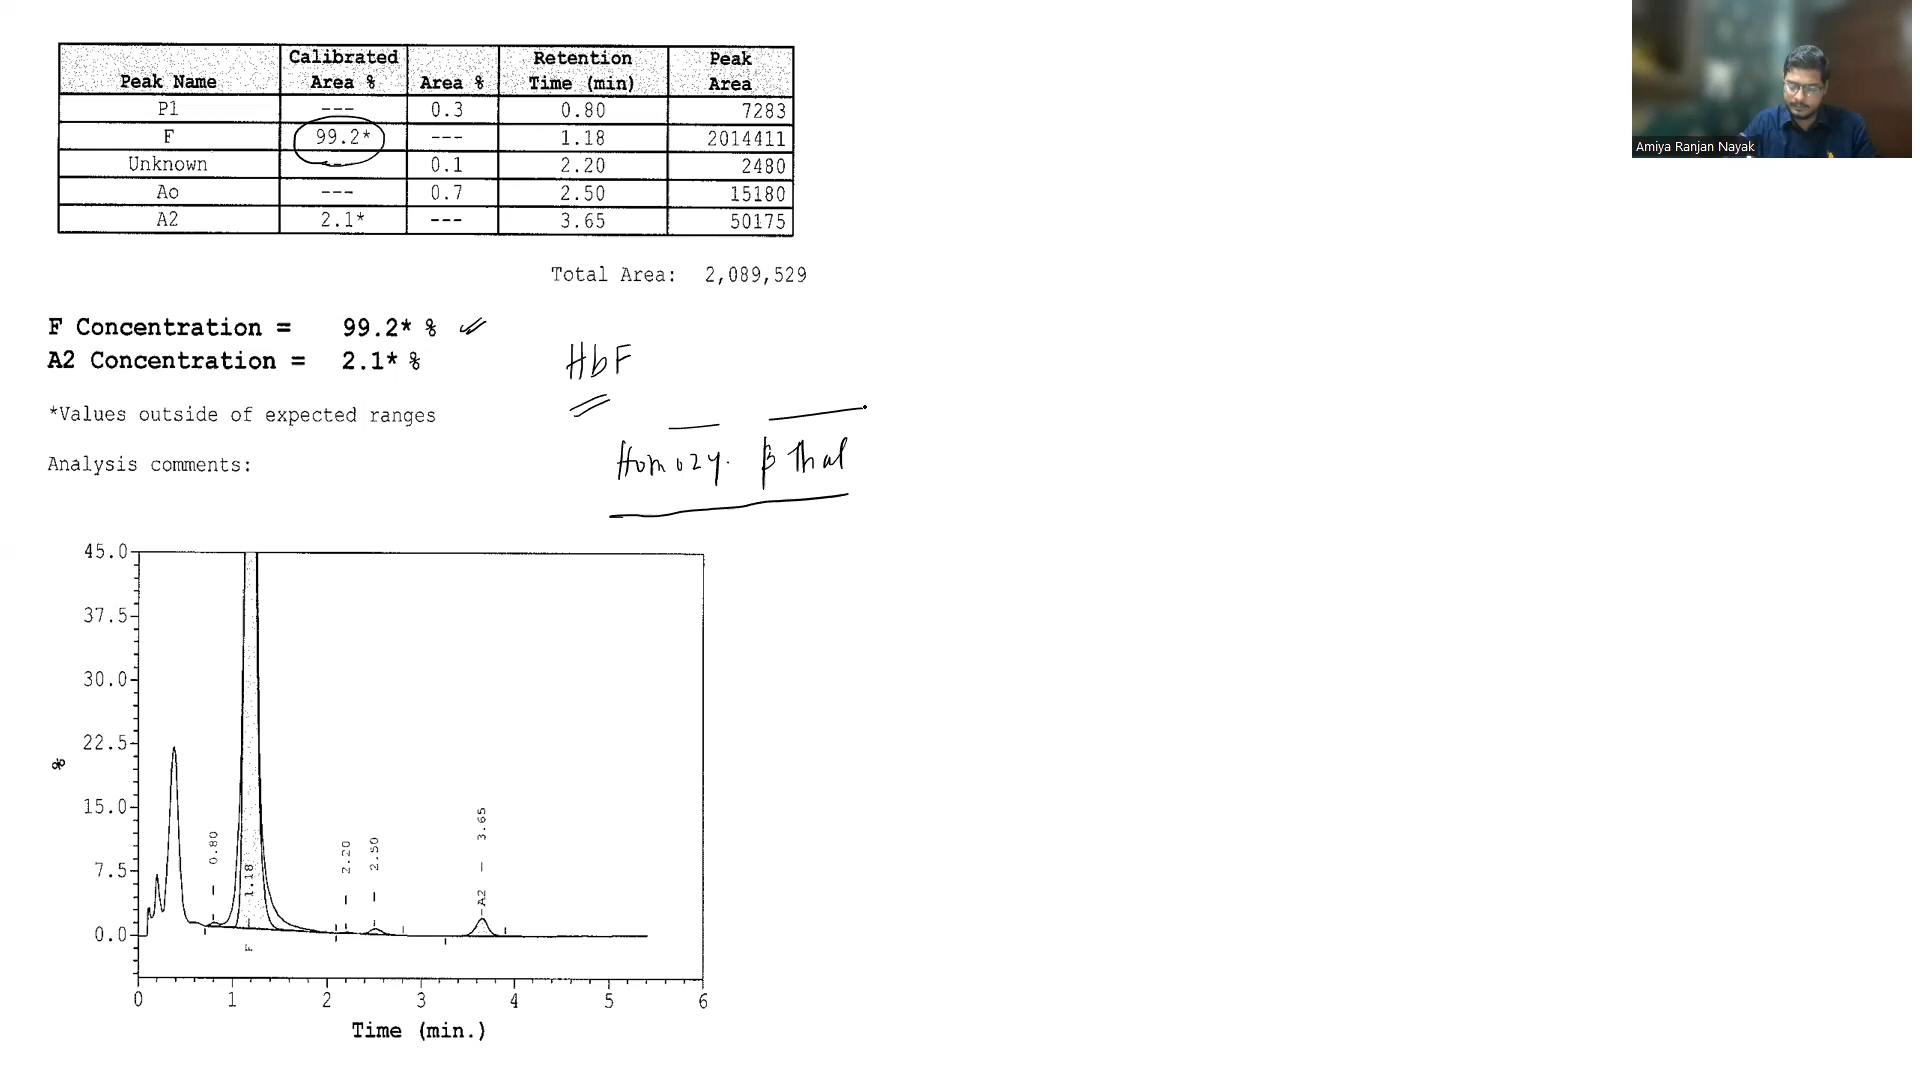 Peak Name Calibrated Area % Area % Retention Time (min) Peak Area
P1 --- 0.3 0.80 7283
F 99.2* --- 1.18 2014411
Unknown 0.1 2.20 2480
Ao --- 0.7 2.50 15180
A2 2.1* --- 3.65 50175
Total Area: 2,089,529
F Concentration = 99.2* %
A2 Concentration = 2.1* %
HbF
*Values outside of expected ranges
Homozy. β thal
Analysis comments:
45.0
37.5
30.0
22.5
15.0
7.5
0.0
%
0.80
1.18
F
2.20
2.50
A2 - 3.65
0 1 2 3 4 5 6
Time (min.)
Amiya Ranjan Nayak